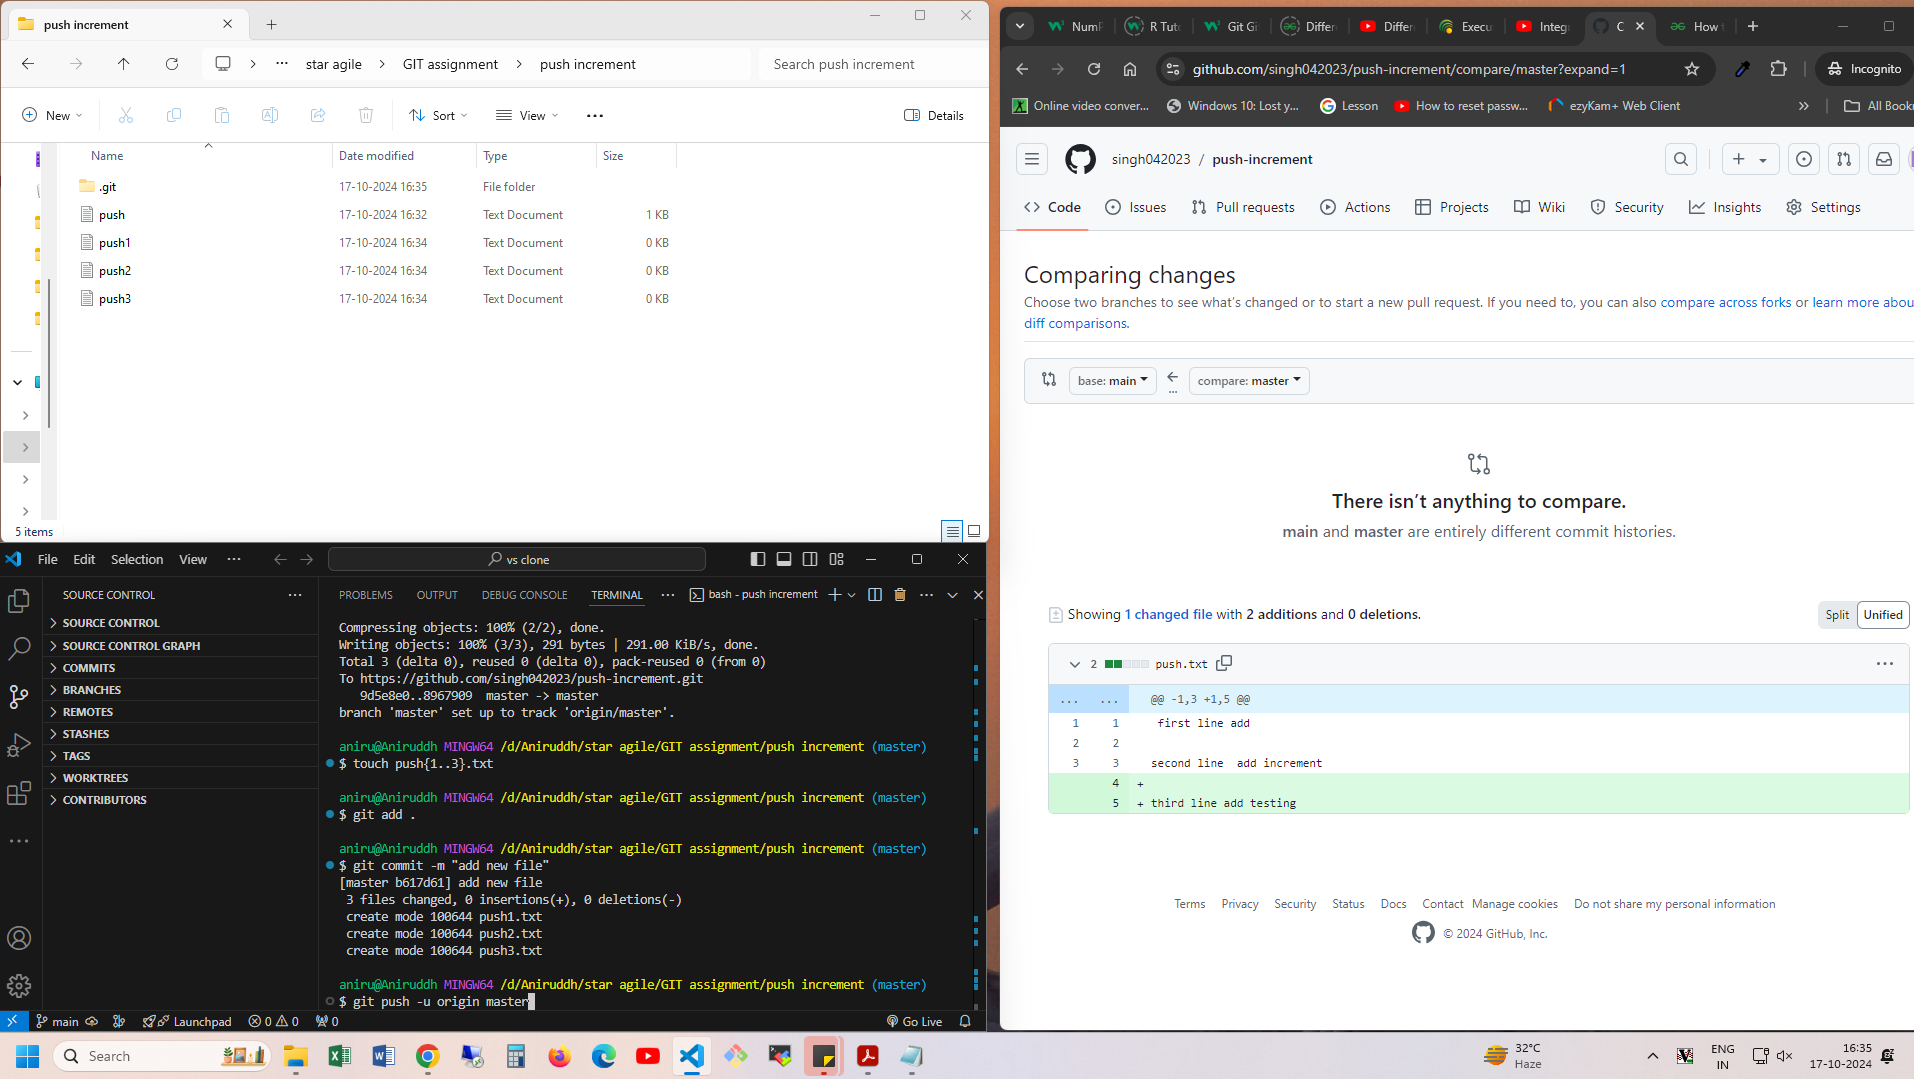 push increment
star agile
GIT assignment
push increment
Search push increment
New
Sort
View
Details
Name
Date modified
Type
Size
.git
17-10-2024 16:35
File folder
push
17-10-2024 16:32
Text Document
1 KB
push1
17-10-2024 16:34
Text Document
0 KB
push2
17-10-2024 16:34
Text Document
0 KB
push3
17-10-2024 16:34
Text Document
0 KB
5 items
File
Edit
Selection
View
vs clone
SOURCE CONTROL
SOURCE CONTROL
SOURCE CONTROL GRAPH
COMMITS
BRANCHES
REMOTES
STASHES
TAGS
WORKTREES
CONTRIBUTORS
PROBLEMS
OUTPUT
DEBUG CONSOLE
TERMINAL
bash - push increment
Compressing objects: 100% (2/2), done.
Writing objects: 100% (3/3), 291 bytes | 291.00 KiB/s, done.
Total 3 (delta 0), reused 0 (delta 0), pack-reused 0 (from 0)
To https://github.com/singh042023/push-increment.git
9d5e8e0..8967909  master -> master
branch 'master' set up to track 'origin/master'.
aniru@Aniruddh MINGW64 /d/Aniruddh/star agile/GIT assignment/push increment (master)
$ touch push{1..3}.txt
aniru@Aniruddh MINGW64 /d/Aniruddh/star agile/GIT assignment/push increment (master)
$ git add .
aniru@Aniruddh MINGW64 /d/Aniruddh/star agile/GIT assignment/push increment (master)
$ git commit -m "add new file"
[master b617d61] add new file
3 files changed, 0 insertions(+), 0 deletions(-)
create mode 100644 push1.txt
create mode 100644 push2.txt
create mode 100644 push3.txt
aniru@Aniruddh MINGW64 /d/Aniruddh/star agile/GIT assignment/push increment (master)
$ git push -u origin master
main
Launchpad
0
0
0
Go Live
NumP
R Tuto
Git Gi
Differe
Differ
Execu
Integr
C
How t
github.com/singh042023/push-increment/compare/master?expand=1
Incognito
Online video conver...
Windows 10: Lost y...
Lesson
How to reset passw...
ezyKam+ Web Client
All Book
singh042023 / push-increment
Code
Issues
Pull requests
Actions
Projects
Wiki
Security
Insights
Settings
Comparing changes
Choose two branches to see what's changed or to start a new pull request. If you need to, you can also compare across forks or learn more abou
diff comparisons.
base: main
...
compare: master
There isn't anything to compare.
main and master are entirely different commit histories.
Showing 1 changed file with 2 additions and 0 deletions.
Split
Unified
2
push.txt
... ... @@ -1,3 +1,5 @@
1 1 first line add
2 2
3 3 second line  add increment
4 +
5 + third line add testing
Terms
Privacy
Security
Status
Docs
Contact
Manage cookies
Do not share my personal information
© 2024 GitHub, Inc.
Search
32°C
Haze
ENG
IN
16:35
17-10-2024